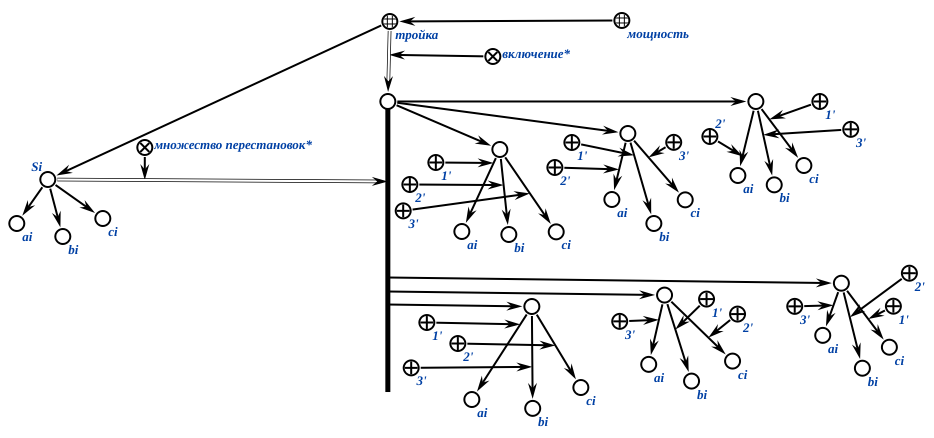 тройка
мощность
включение*
множество перестановок*
Si
ai
bi
ci
1'
2'
3'
ai
bi
ci
1'
2'
3'
ai
bi
ci
2'
1'
3'
ai
bi
ci
1'
2'
3'
ai
bi
ci
3'
1'
2'
ai
bi
ci
2'
3'
1'
ai
bi
ci